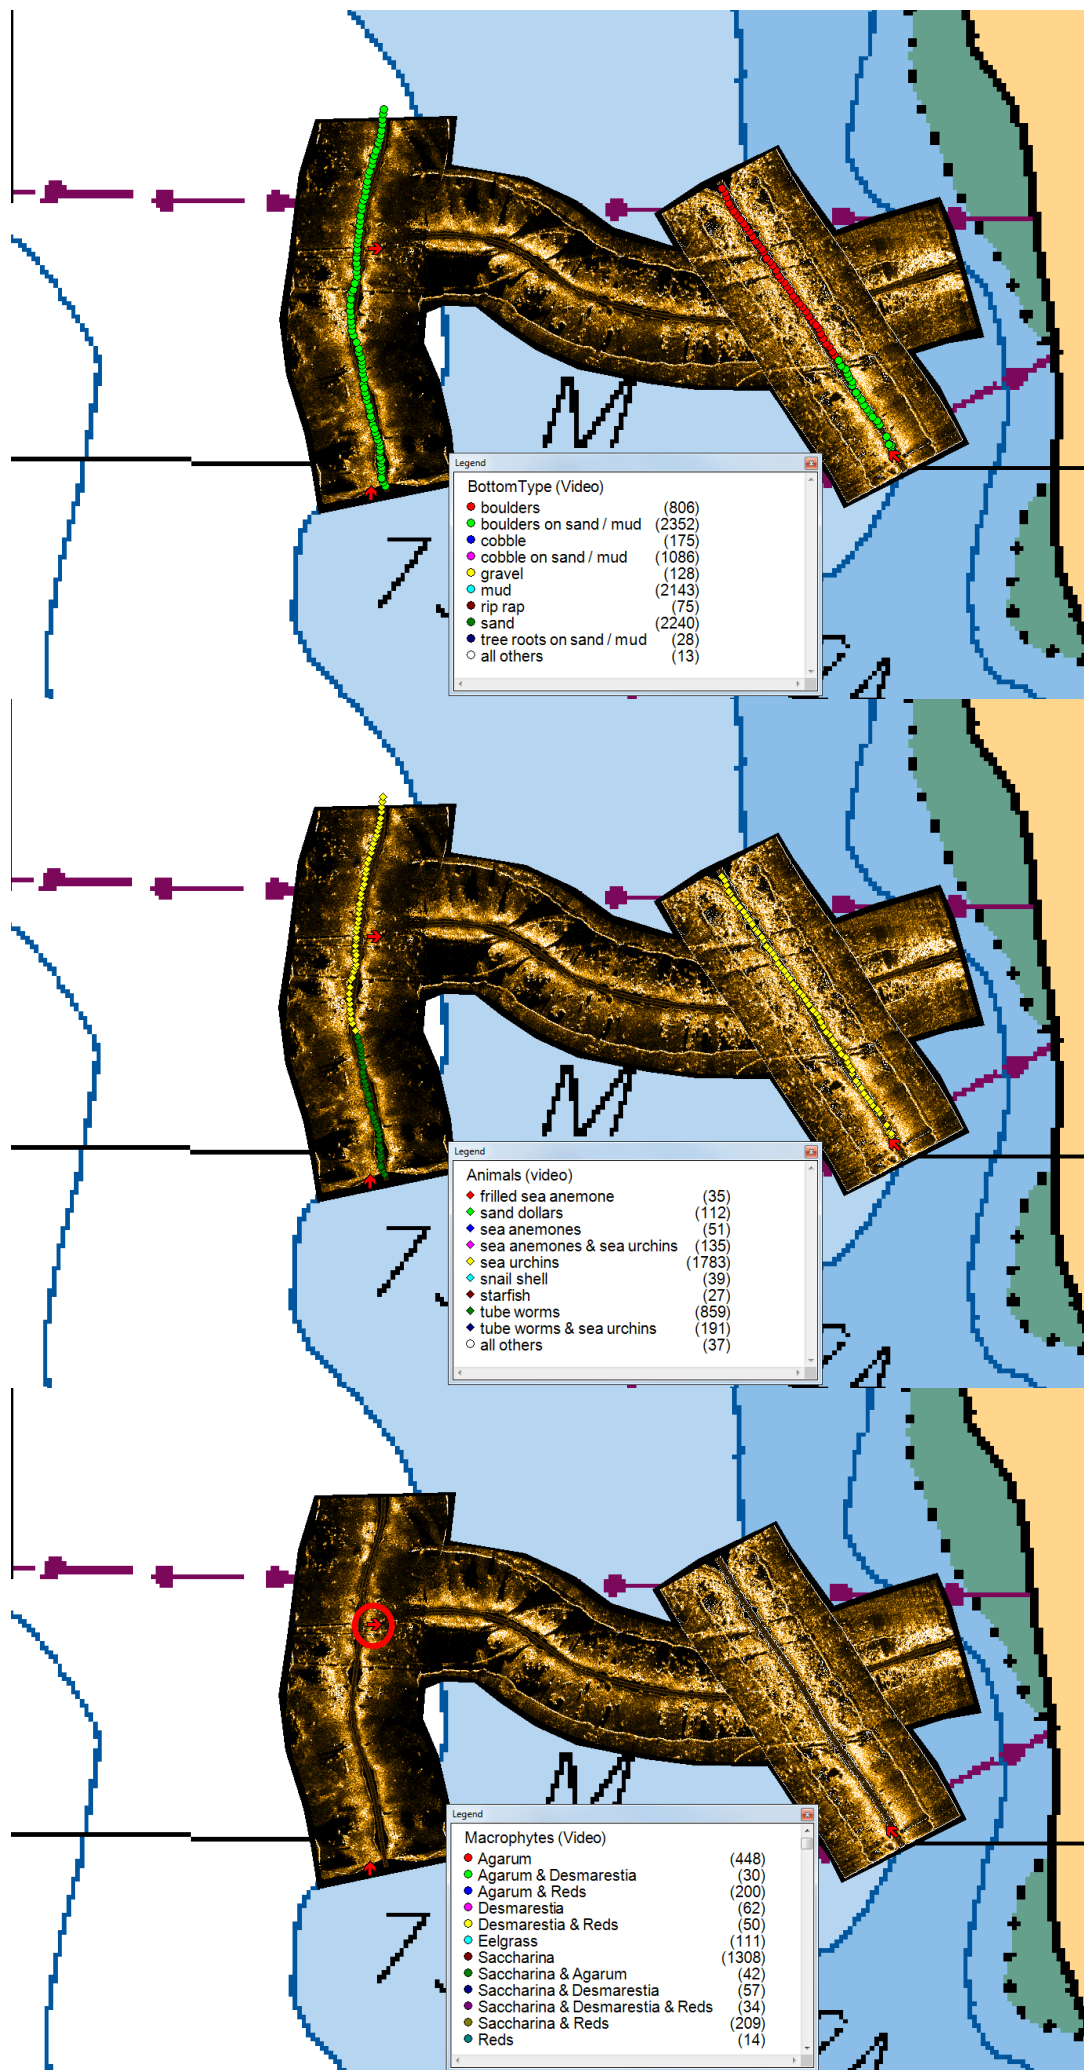 M
Legend
BottomType (Video)
boulders (806)
boulders on sand / mud (2352)
cobble (175)
cobble on sand / mud (1086)
gravel (128)
mud (2143)
rip rap (75)
sand (2240)
tree roots on sand / mud (28)
all others (13)
7
M
Legend
Animals (video)
frilled sea anemone (35)
sand dollars (112)
sea anemones (51)
sea anemones & sea urchins (135)
sea urchins (1783)
snail shell (39)
starfish (27)
tube worms (859)
tube worms & sea urchins (191)
all others (37)
7
Legend
Macrophytes (Video)
Agarum (448)
Agarum & Desmarestia (30)
Agarum & Reds (200)
Desmarestia (62)
Desmarestia & Reds (50)
Eelgrass (111)
Saccharina (1308)
Saccharina & Agarum (42)
Saccharina & Desmarestia (57)
Saccharina & Desmarestia & Reds (34)
Saccharina & Reds (209)
Reds (14)
7